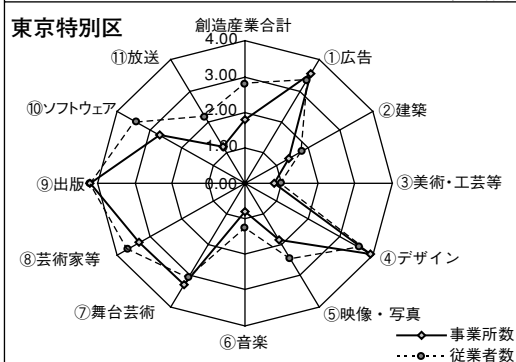 東京特別区
創造産業合計
4.00
3.00
2.00
1.00
0.00
①広告
②建築
③美術・工芸等
④デザイン
⑤映像・写真
⑥音楽
⑦舞台芸術
⑧芸術家等
⑨出版
⑩ソフトウェア
⑪放送
事業所数
従業者数